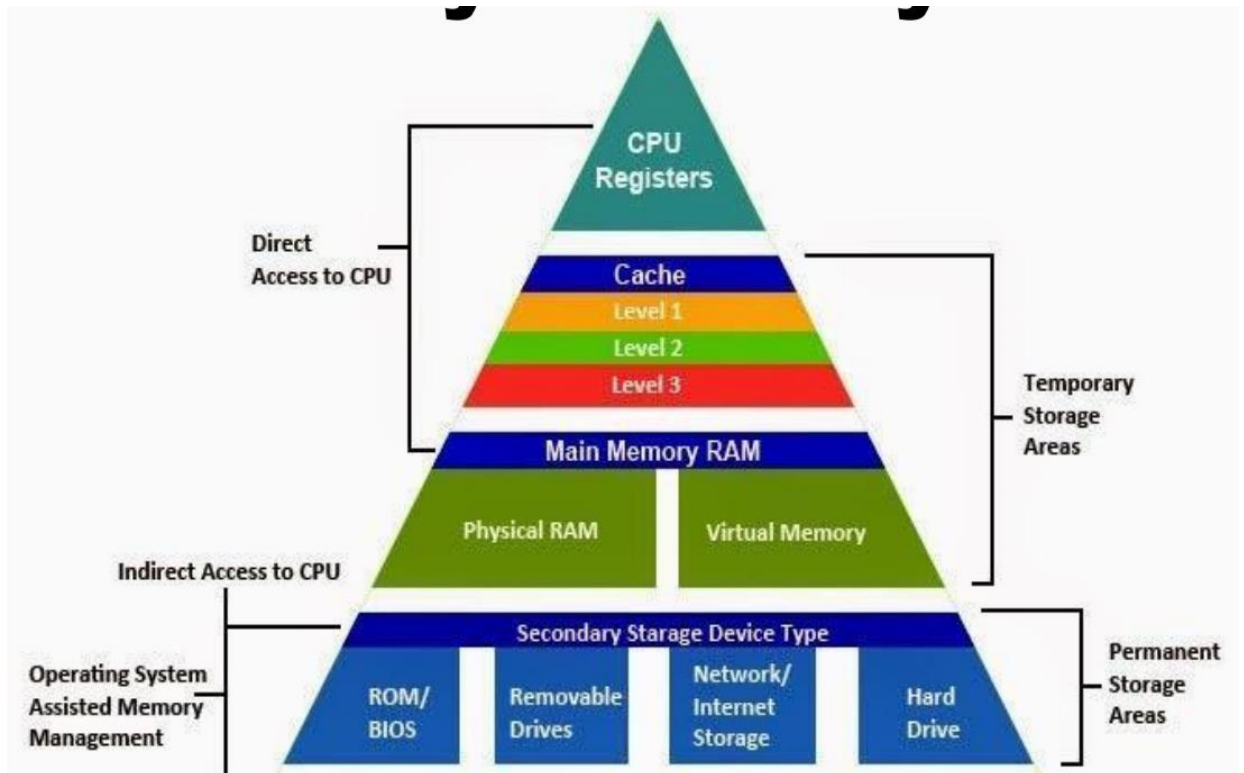 CPU
Registers
Direct
Access to CPU
Cache
Level 1
Level 2
Level 3
Temporary
Storage
Areas
Main Memory RAM
Physical RAM
Virtual Memory
Indirect Access to CPU
Secondary Starage Device Type
Operating System
Assisted Memory
Management
ROM/
BIOS
Removable
Drives
Network/
Internet
Storage
Hard
Drive
Permanent
Storage
Areas